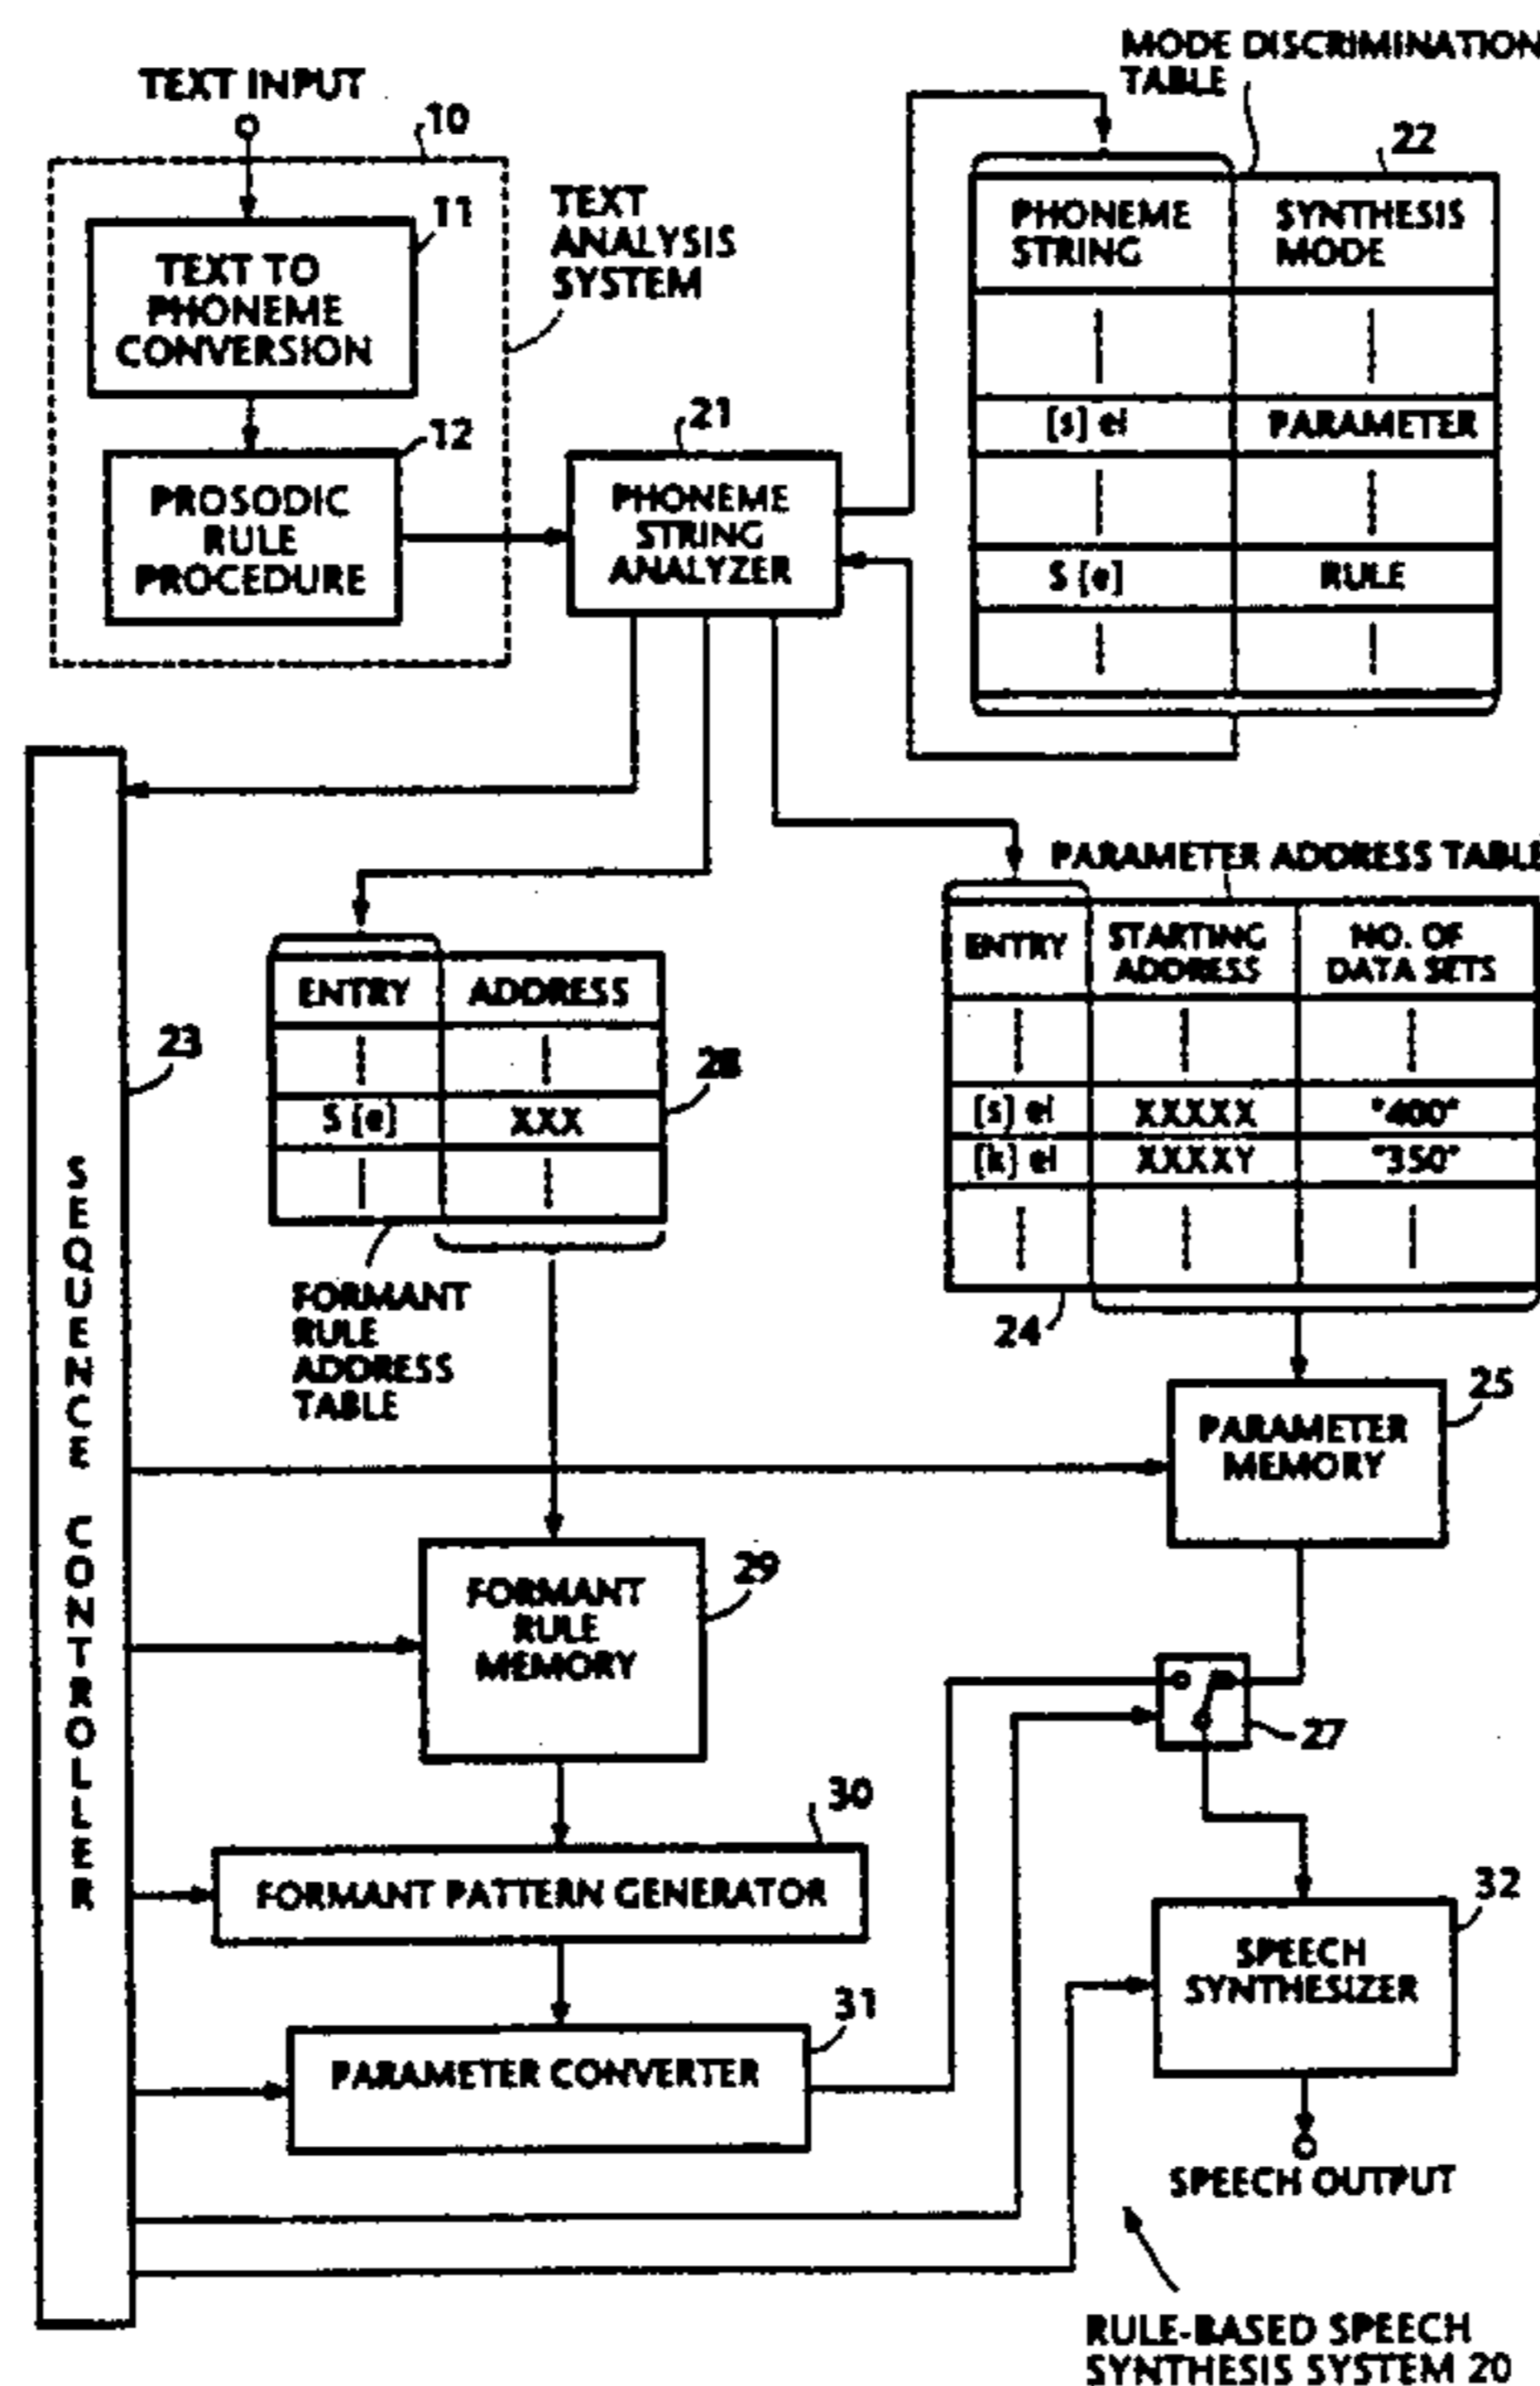 TEXT INPUT
10
11
TEXT TO
PHONEME
CONVERSION
12
PROSODIC
RULE
PROCEDURE
TEXT
ANALYSIS
SYSTEM
21
PHONEME
STRING
ANALYZER
MODE DISCRIMINATION
TABLE
22
PHONEME
STRING
SYNTHESIS
MODE
[s] ei PARAMETER
S [e] RULE
SEQUENCE CONTROLLER
23
ENTRY ADDRESS
S [e] XXX
28
FORMANT
RULE
ADDRESS
TABLE
PARAMETER ADDRESS TABLE
ENTRY
STARTING
ADDRESS
NO. OF
DATA SETS
[s] ei XXXXX "400"
[k] ei XXXXY "350"
24
25
PARAMETER
MEMORY
29
FORMANT
RULE
MEMORY
27
30
FORMANT PATTERN GENERATOR
31
PARAMETER CONVERTER
32
SPEECH
SYNTHESIZER
SPEECH OUTPUT
RULE-BASED SPEECH
SYNTHESIS SYSTEM 20